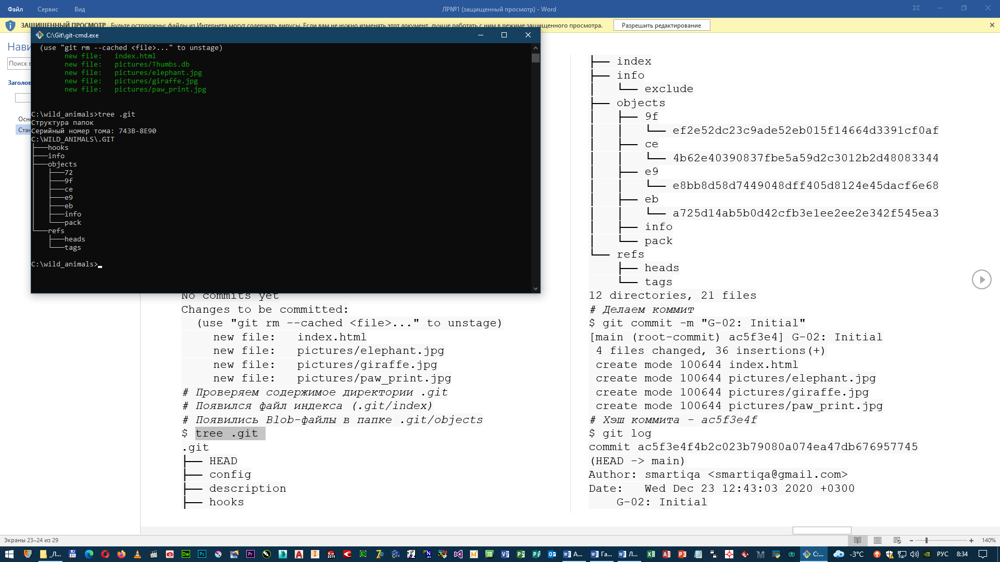 Файл Сервис Вид ЛР№1 (защищенный просмотр) - Word
ЗАЩИЩЕННЫЙ ПРОСМОТР Будьте осторожны: файлы из Интернета могут содержать вирусы. Если вам не нужно изменять этот документ, лучше работать с ним в режиме защищенного просмотра. Разрешить редактирование
C:\Git\git-cmd.exe
(use "git rm --cached <file>..." to unstage)
new file: index.html
new file: pictures/Thumbs.db
new file: pictures/elephant.jpg
new file: pictures/giraffe.jpg
new file: pictures/paw_print.jpg
C:\wild_animals>tree .git
Структура папок
Серийный номер тома: 743B-8E90
C:\WILD_ANIMALS\.GIT
├───hooks
├───info
├───objects
│   ├───72
│   ├───9f
│   ├───ce
│   ├───e9
│   ├───eb
│   ├───info
│   └───pack
└───refs
    ├───heads
    └───tags
C:\wild_animals>
No commits yet
Changes to be committed:
(use "git rm --cached <file>..." to unstage)
new file: index.html
new file: pictures/elephant.jpg
new file: pictures/giraffe.jpg
new file: pictures/paw_print.jpg
# Проверяем содержимое директории .git
# Появился файл индекса (.git/index)
# Появились Blob-файлы в папке .git/objects
$ tree .git
.git
├── HEAD
├── config
├── description
├── hooks
├── index
├── info
│   └── exclude
├── objects
│   ├── 9f
│   │   └── ef2e52dc23c9ade52eb015f14664d3391cf0af
│   ├── ce
│   │   └── 4b62e40390837fbe5a59d2c3012b2d48083344
│   ├── e9
│   │   └── e8bb8d58d7449048dff405d8124e45dacf6e68
│   ├── eb
│   │   └── a725d14ab5b0d42cfb3e1ee2ee2e342f545ea3
│   ├── info
│   └── pack
└── refs
    ├── heads
    └── tags
12 directories, 21 files
# Делаем коммит
$ git commit -m "G-02: Initial"
[main (root-commit) ac5f3e4] G-02: Initial
4 files changed, 36 insertions(+)
create mode 100644 index.html
create mode 100644 pictures/elephant.jpg
create mode 100644 pictures/giraffe.jpg
create mode 100644 pictures/paw_print.jpg
# Хэш коммита - ac5f3e4f
$ git log
commit ac5f3e4f4b2c023b79080a074ea47db676957745
(HEAD -> main)
Author: smartiqa <smartiqa@gmail.com>
Date: Wed Dec 23 12:43:03 2020 +0300
G-02: Initial
Экраны 23–24 из 29 140%
-3°C РУС 8:34